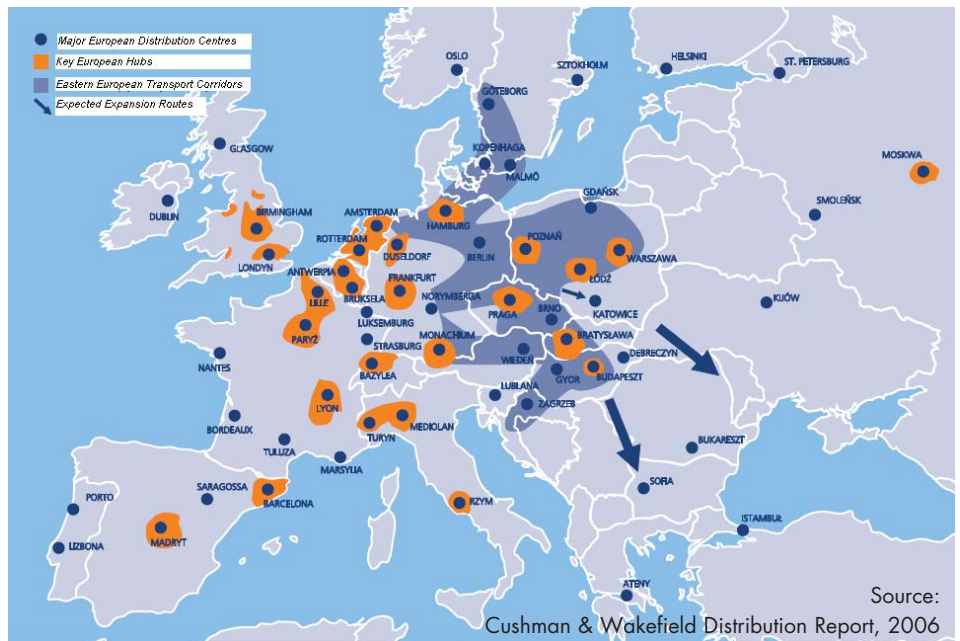 Major European Distribution Centres
Key European Hubs
Eastern European Transport Corridors
Expected Expansion Routes
OSLO
SZTOKHOLM
HELSINKI
ST. PETERSBURG
GÖTEBORG
GLASGOW
KOPENHAGA
MALMÖ
MOSKWA
DUBLIN
BIRMINGHAM
AMSTERDAM
HAMBURG
GDAŃSK
SMOLEŃSK
ROTTERDAM
DUSELDORF
BERLIN
POZNAŃ
WARSZAWA
LONDYN
ANTWERPIA
FRANKFURT
ŁÓDŹ
LILLE
BRUKSELA
NORYMBERGA
PRAGA
BRNO
KATOWICE
KIJÓW
LUKSEMBURG
PARYŻ
STRASBURG
MONACHIUM
BRATYSŁAWA
WIEDEŃ
DEBRECZYN
NANTES
BAZYLEA
GYOR
BUDAPESZT
LUBLANA
ZAGRZEB
LYON
TURYN
MEDIOLAN
BORDEAUX
TULUZA
MARSYLIA
BUKARESZT
SARAGOSSA
BARCELONA
SOFIA
PORTO
RZYM
MADRYT
LIZBONA
ISTAMBUŁ
ATENY
Source:
Cushman & Wakefield Distribution Report, 2006